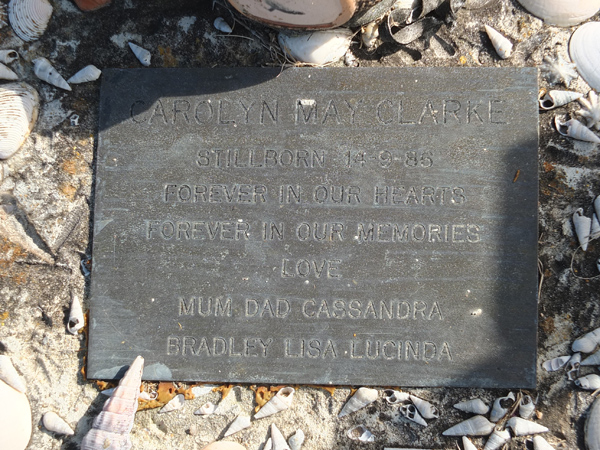 CAROLYN MAY CLARKE
STILLBORN 14-9-86
FOREVER IN OUR HEARTS
FOREVER IN OUR MEMORIES
LOVE
MUM DAD CASSANDRA
BRADLEY LISA LUCINDA